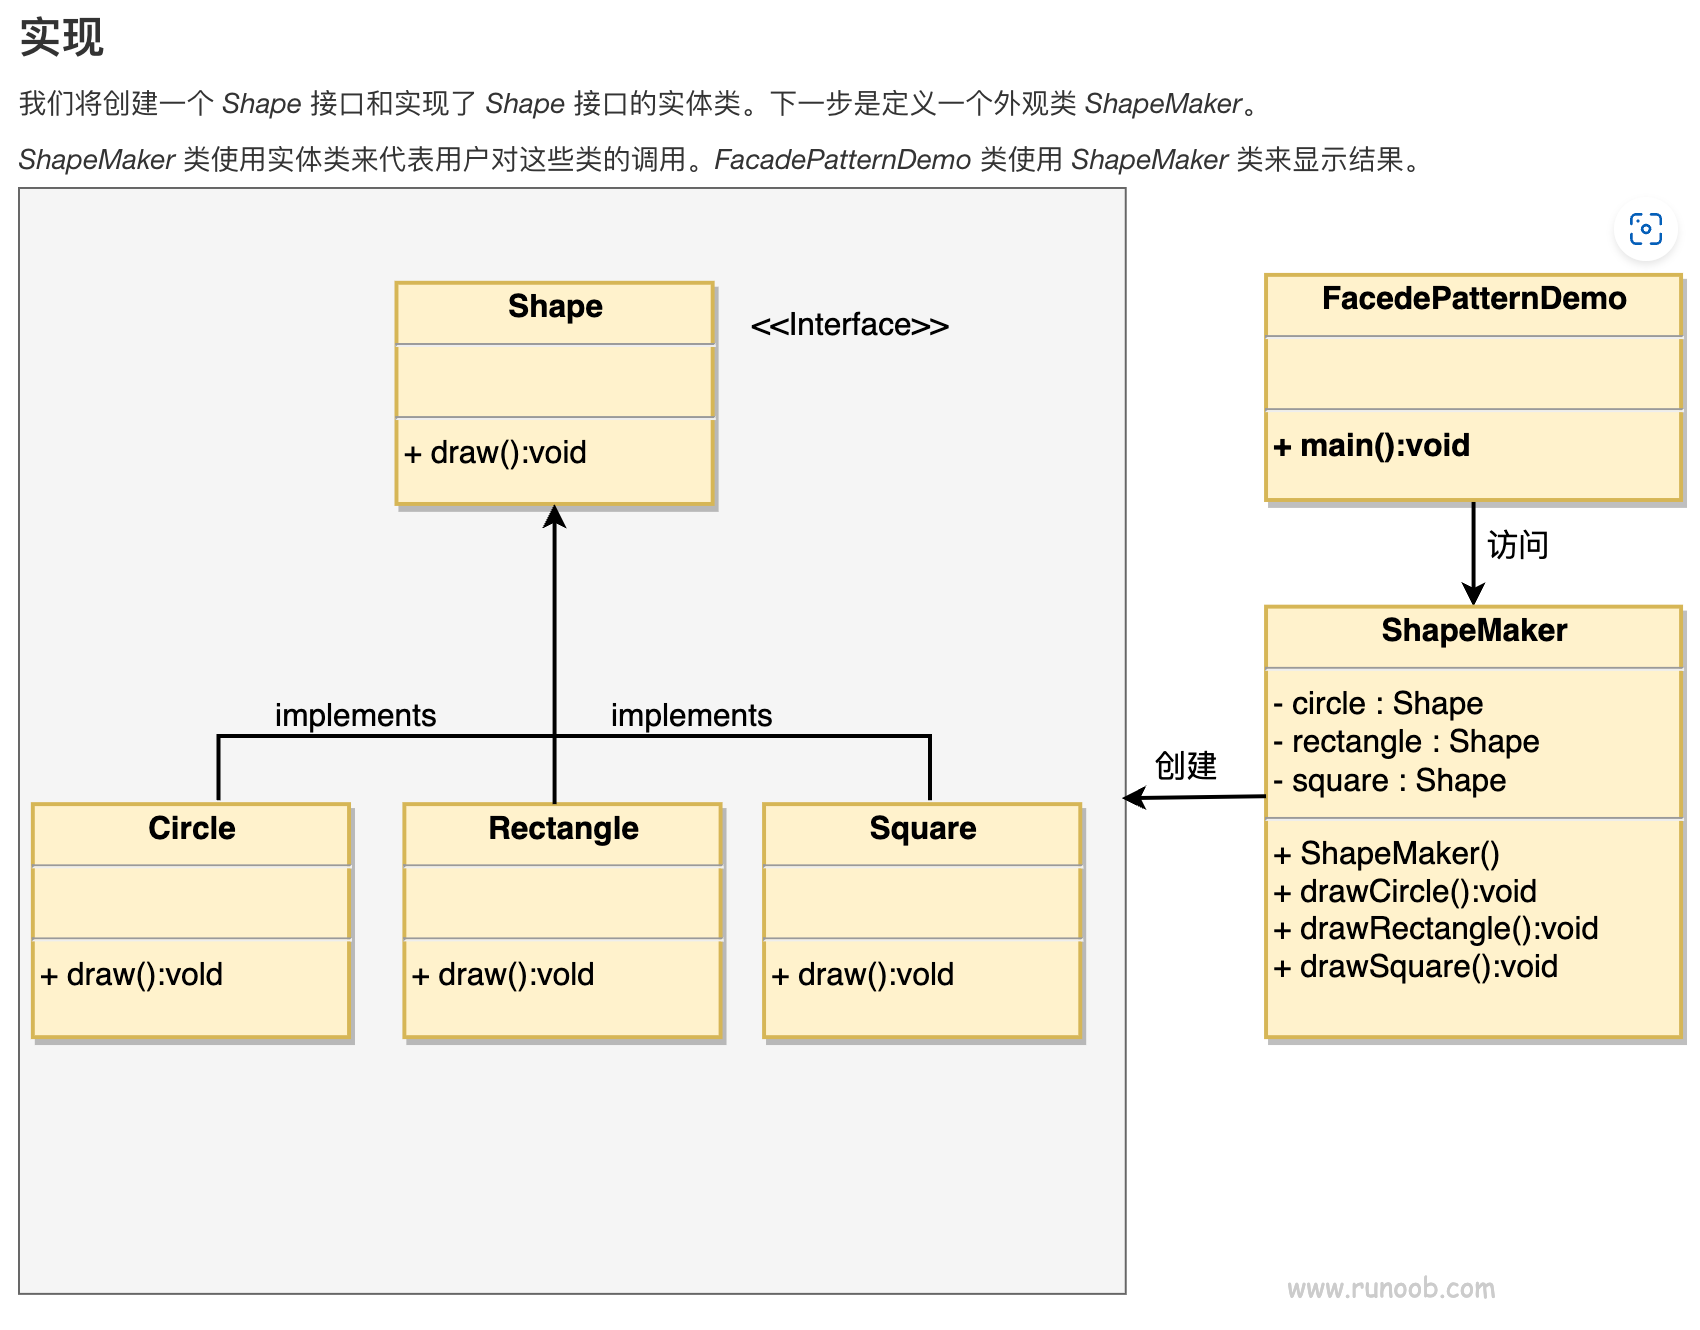 实现
我们将创建一个 Shape 接口和实现了 Shape 接口的实体类。下一步是定义一个外观类 ShapeMaker。
ShapeMaker 类使用实体类来代表用户对这些类的调用。FacadePatternDemo 类使用 ShapeMaker 类来显示结果。
Shape
<<Interface>>
+ draw():void
implements
implements
Circle
+ draw():vold
Rectangle
+ draw():vold
Square
+ draw():vold
FacedePatternDemo
+ main():void
访问
ShapeMaker
- circle : Shape
- rectangle : Shape
- square : Shape
+ ShapeMaker()
+ drawCircle():void
+ drawRectangle():void
+ drawSquare():void
创建
www.runoob.com